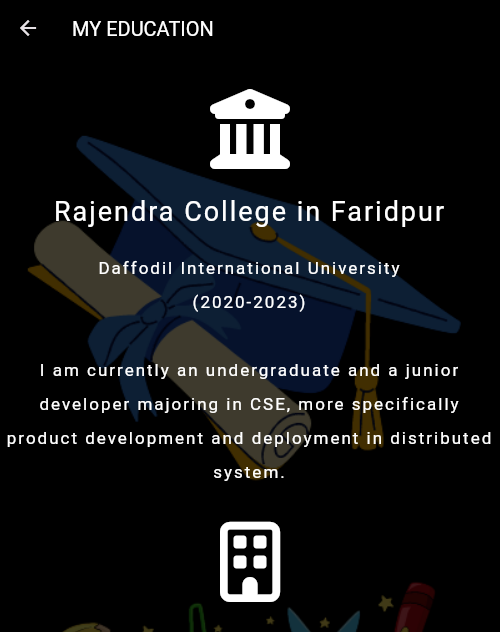 MY EDUCATION
Rajendra College in Faridpur
Daffodil International University
(2020-2023)
I am currently an undergraduate and a junior
developer majoring in CSE, more specifically
product development and deployment in distributed
system.